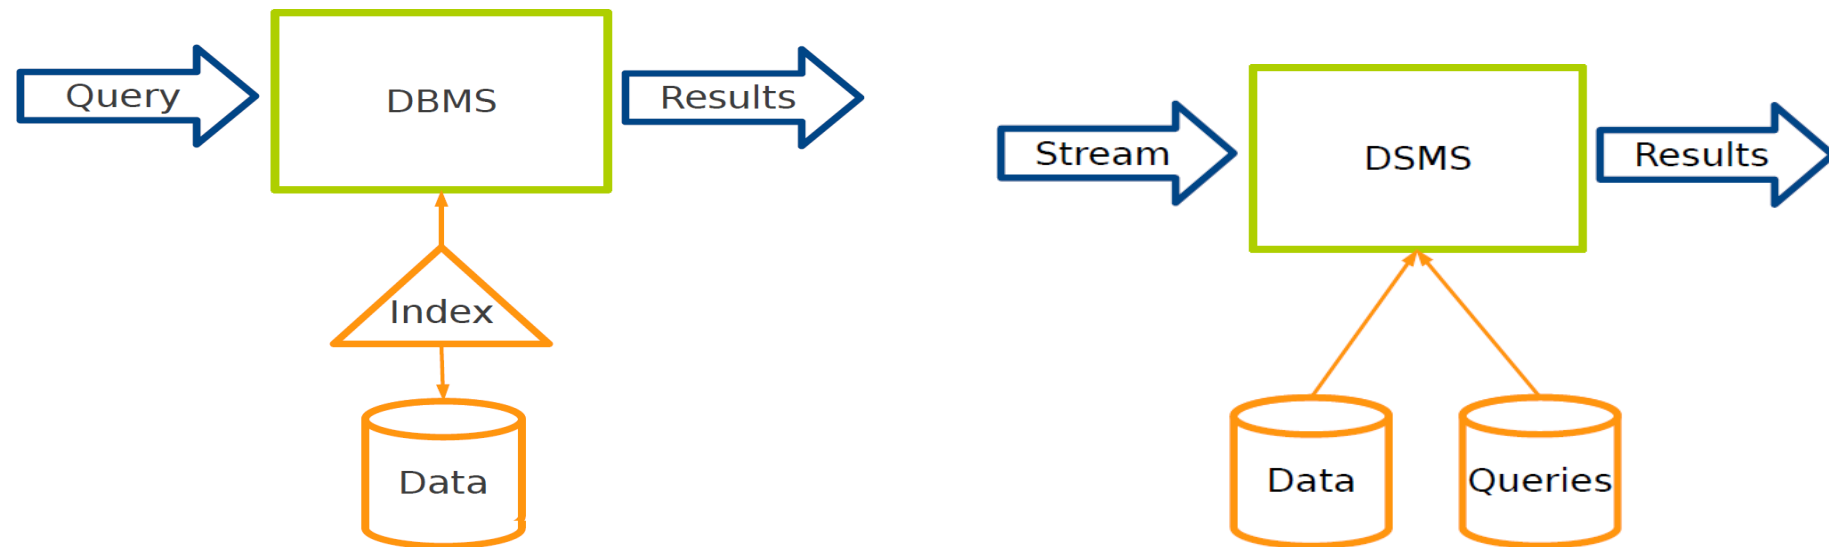 Query
DBMS
Results
Index
Data
Stream
DSMS
Results
Data
Queries